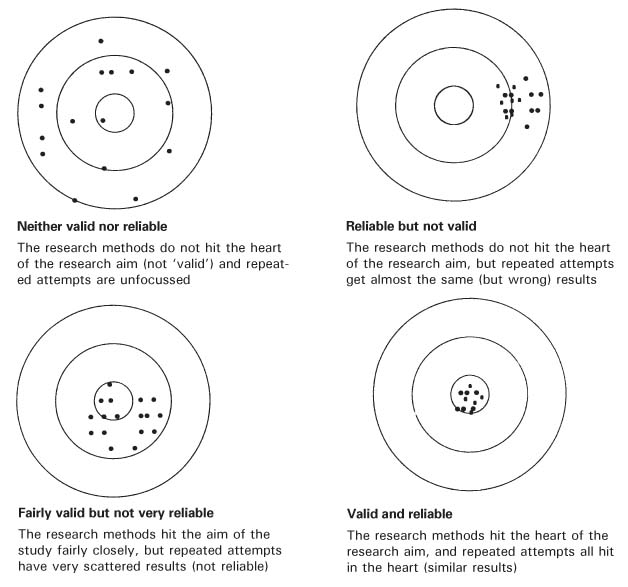 Neither valid nor reliable
The research methods do not hit the heart
of the research aim (not ‘valid’) and repeat-
ed attempts are unfocussed
Reliable but not valid
The research methods do not hit the heart
of the research aim, but repeated attempts
get almost the same (but wrong) results
Fairly valid but not very reliable
The research methods hit the aim of the
study fairly closely, but repeated attempts
have very scattered results (not reliable)
Valid and reliable
The research methods hit the heart of the
research aim, and repeated attempts all hit
in the heart (similar results)